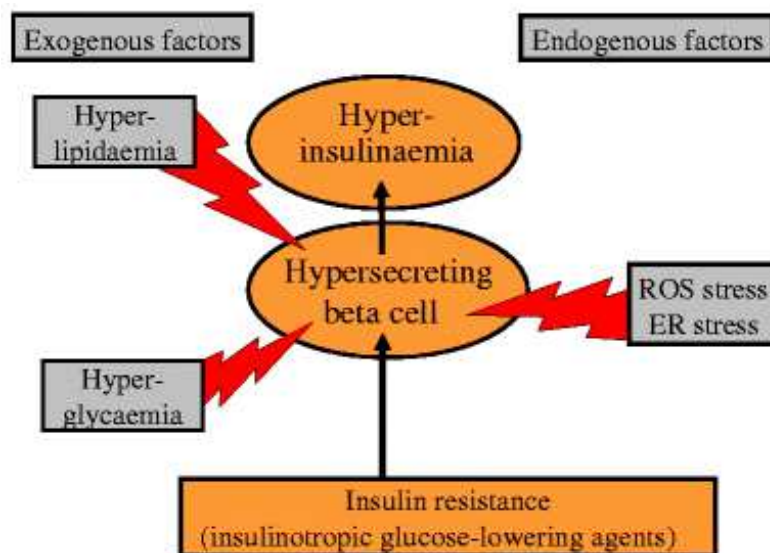 Exogenous factors
Endogenous factors
Hyper-
lipidaemia
Hyper-
insulinaemia
Hypersecreting
beta cell
ROS stress
ER stress
Hyper-
glycaemia
Insulin resistance
(insulinotropic glucose-lowering agents)